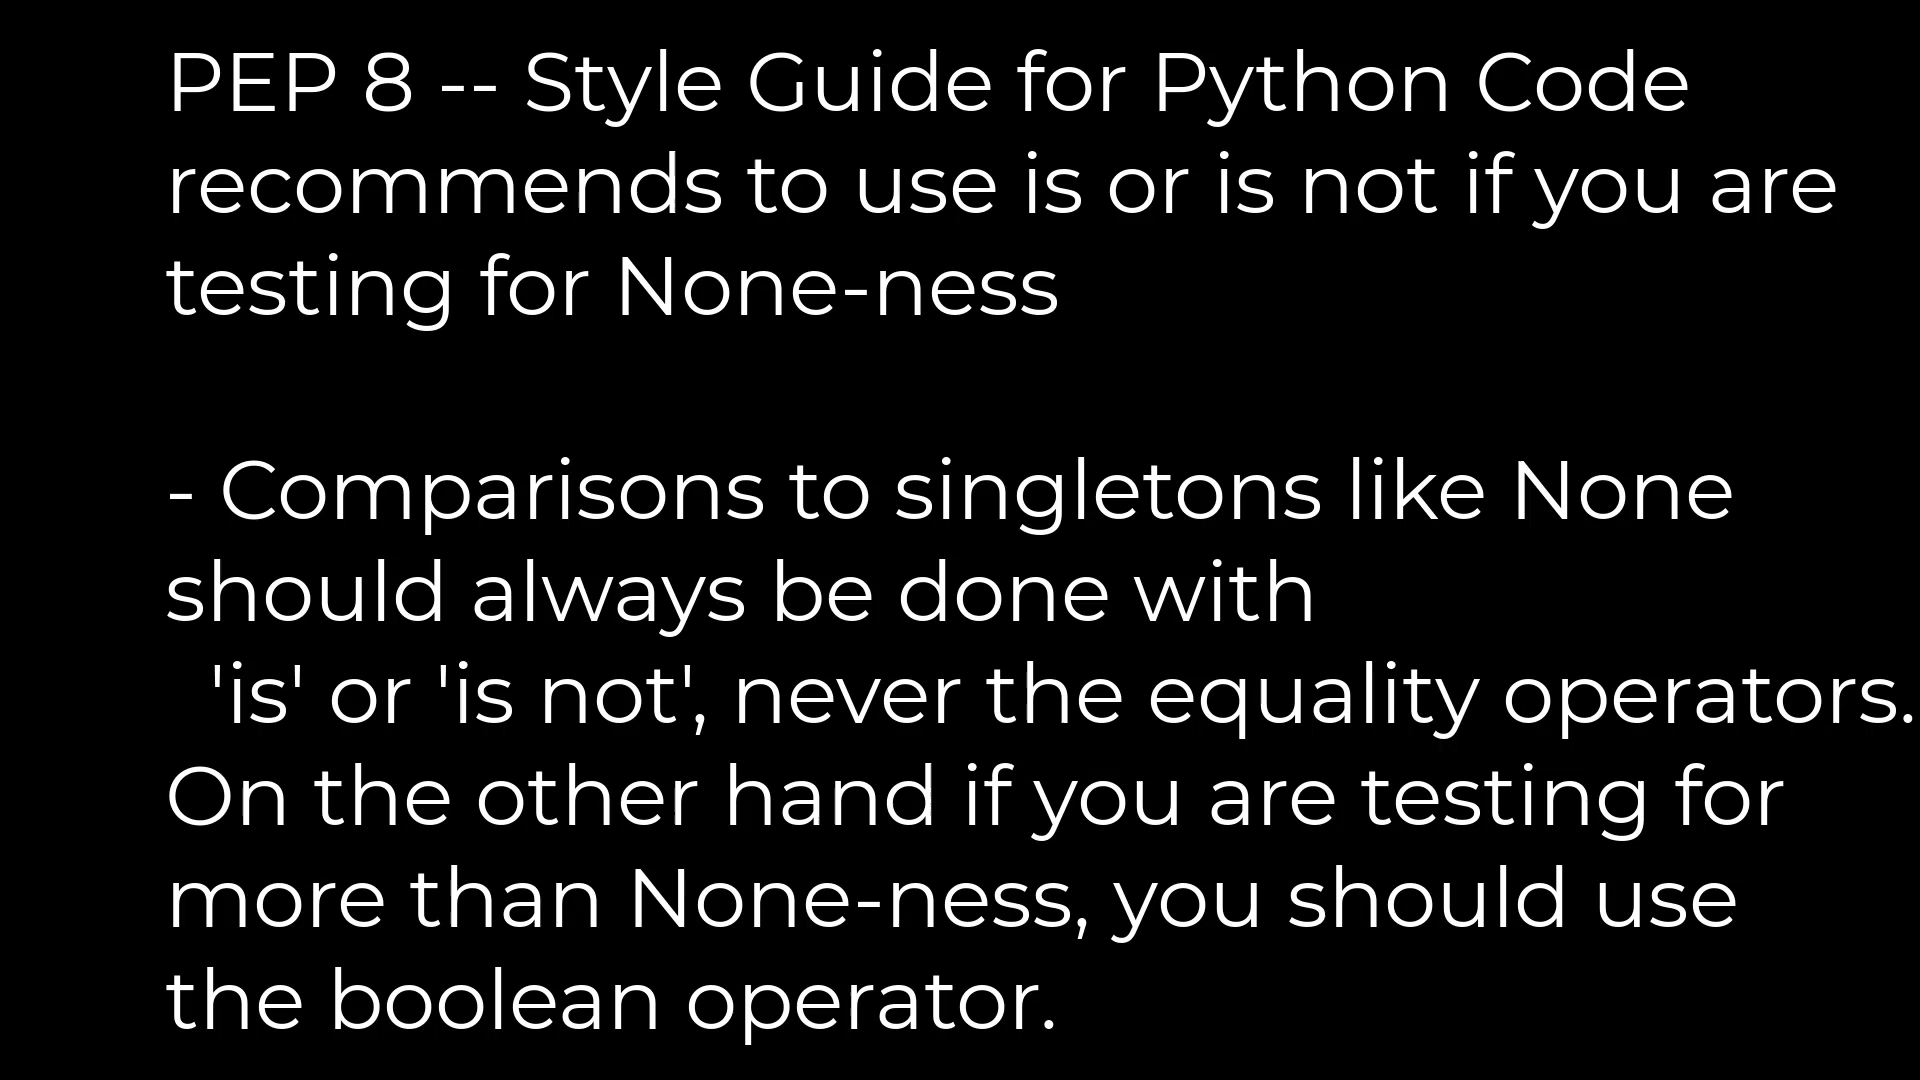 PEP 8 -- Style Guide for Python Code
recommends to use is or is not if you are
testing for None-ness
- Comparisons to singletons like None
should always be done with
'is' or 'is not', never the equality operators.
On the other hand if you are testing for
more than None-ness, you should use
the boolean operator.